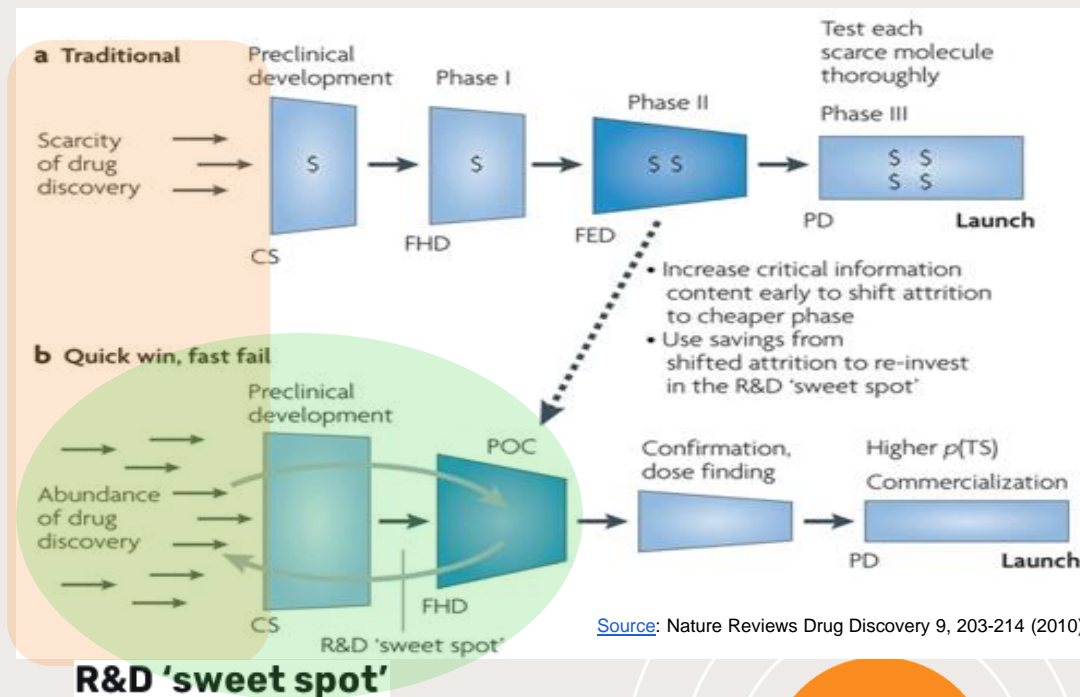 a Traditional
Scarcity
of drug
discovery
Preclinical
development
$
CS
Phase I
$
FHD
Phase II
$ $
FED
Test each
scarce molecule
thoroughly
Phase III
$ $
$ $
PD
Launch
• Increase critical information
content early to shift attrition
to cheaper phase
• Use savings from
shifted attrition to re-invest
in the R&D 'sweet spot'
b Quick win, fast fail
Abundance
of drug
discovery
Preclinical
development
CS
POC
FHD
R&D 'sweet spot'
Confirmation,
dose finding
Higher p(TS)
Commercialization
PD
Launch
Source: Nature Reviews Drug Discovery 9, 203-214 (2010)
R&D 'sweet spot'